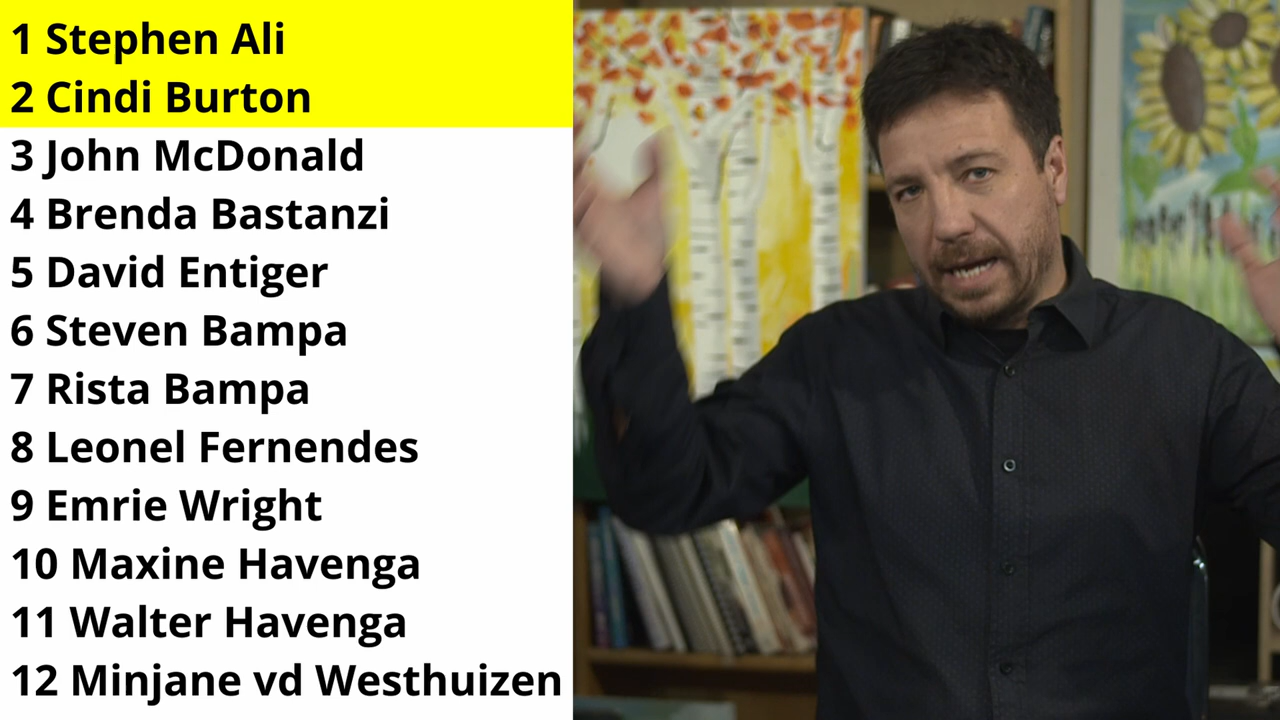 1 Stephen Ali
2 Cindi Burton
3 John McDonald
4 Brenda Bastanzi
5 David Entiger
6 Steven Bampa
7 Rista Bampa
8 Leonel Fernendes
9 Emrie Wright
10 Maxine Havenga
11 Walter Havenga
12 Minjane vd Westhuizen